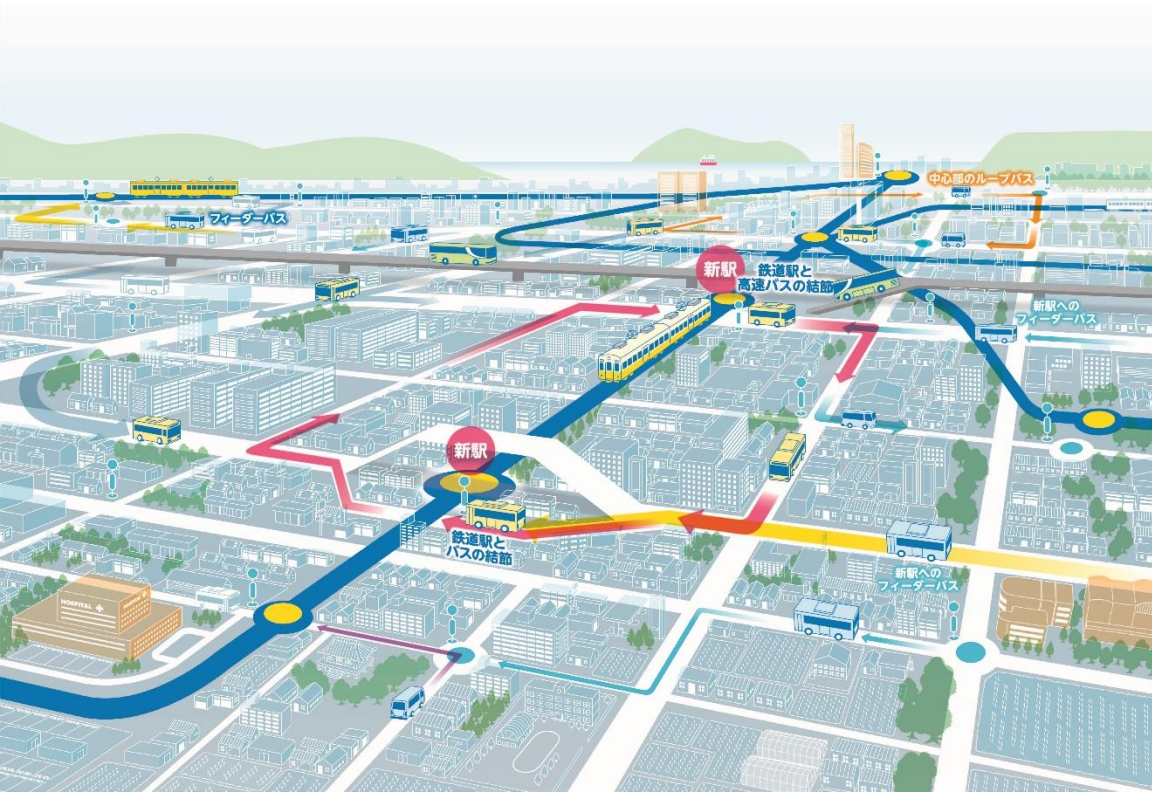 中心部のループバス
フィーダーバス
新駅
鉄道駅と
高速バスの結節
新駅への
フィーダーバス
新駅
鉄道駅と
バスの結節
新駅への
フィーダーバス
HOSPITAL